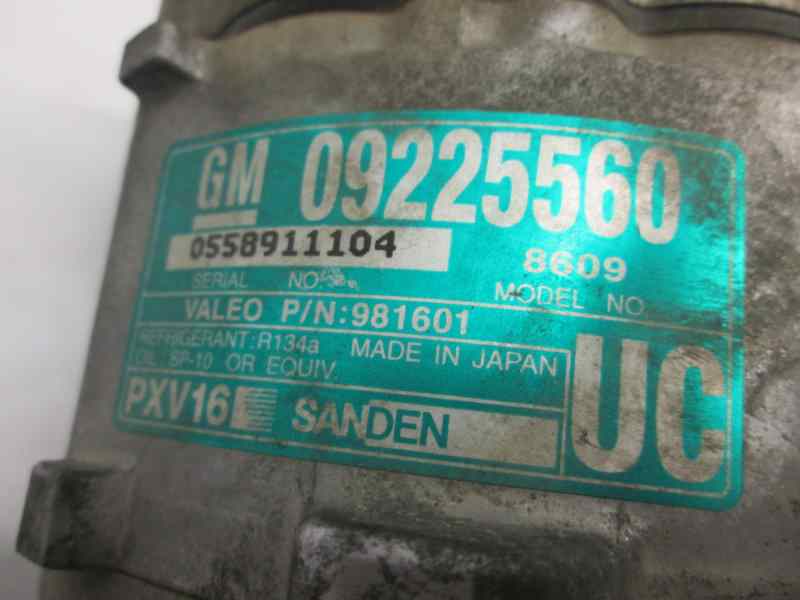 GM 09225560
0558911104 8609
SERIAL NO. MODEL NO.
VALEO P/N:981601
REFRIGERANT:R134a MADE IN JAPAN
OIL SP-10 OR EQUIV.
PXV16 SANDEN
UC